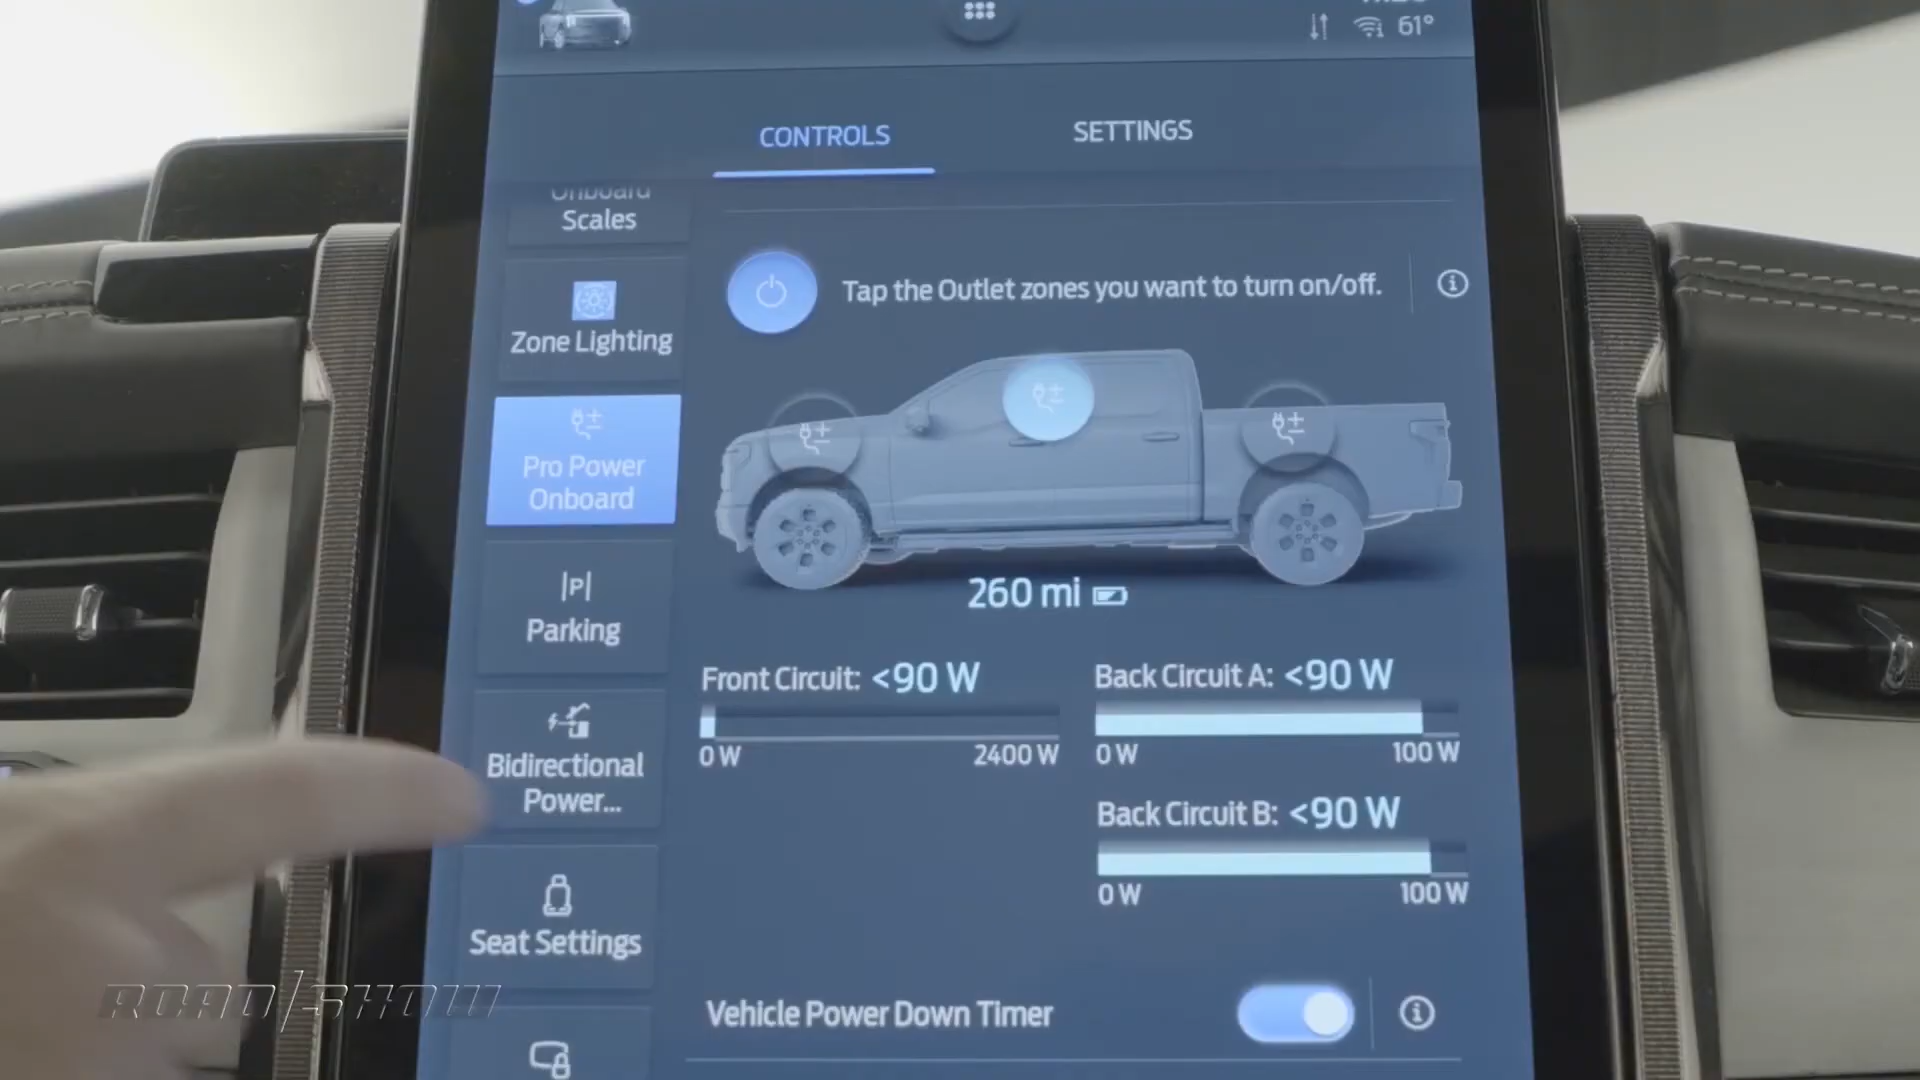 61°
CONTROLS
SETTINGS
Onboard
Scales
Tap the Outlet zones you want to turn on/off.
Zone Lighting
Pro Power
Onboard
260 mi
Parking
Front Circuit: <90 W
0 W 2400 W
Back Circuit A: <90 W
0 W 100 W
Bidirectional
Power...
Back Circuit B: <90 W
0 W 100 W
Seat Settings
Vehicle Power Down Timer
ROAD/SHOW